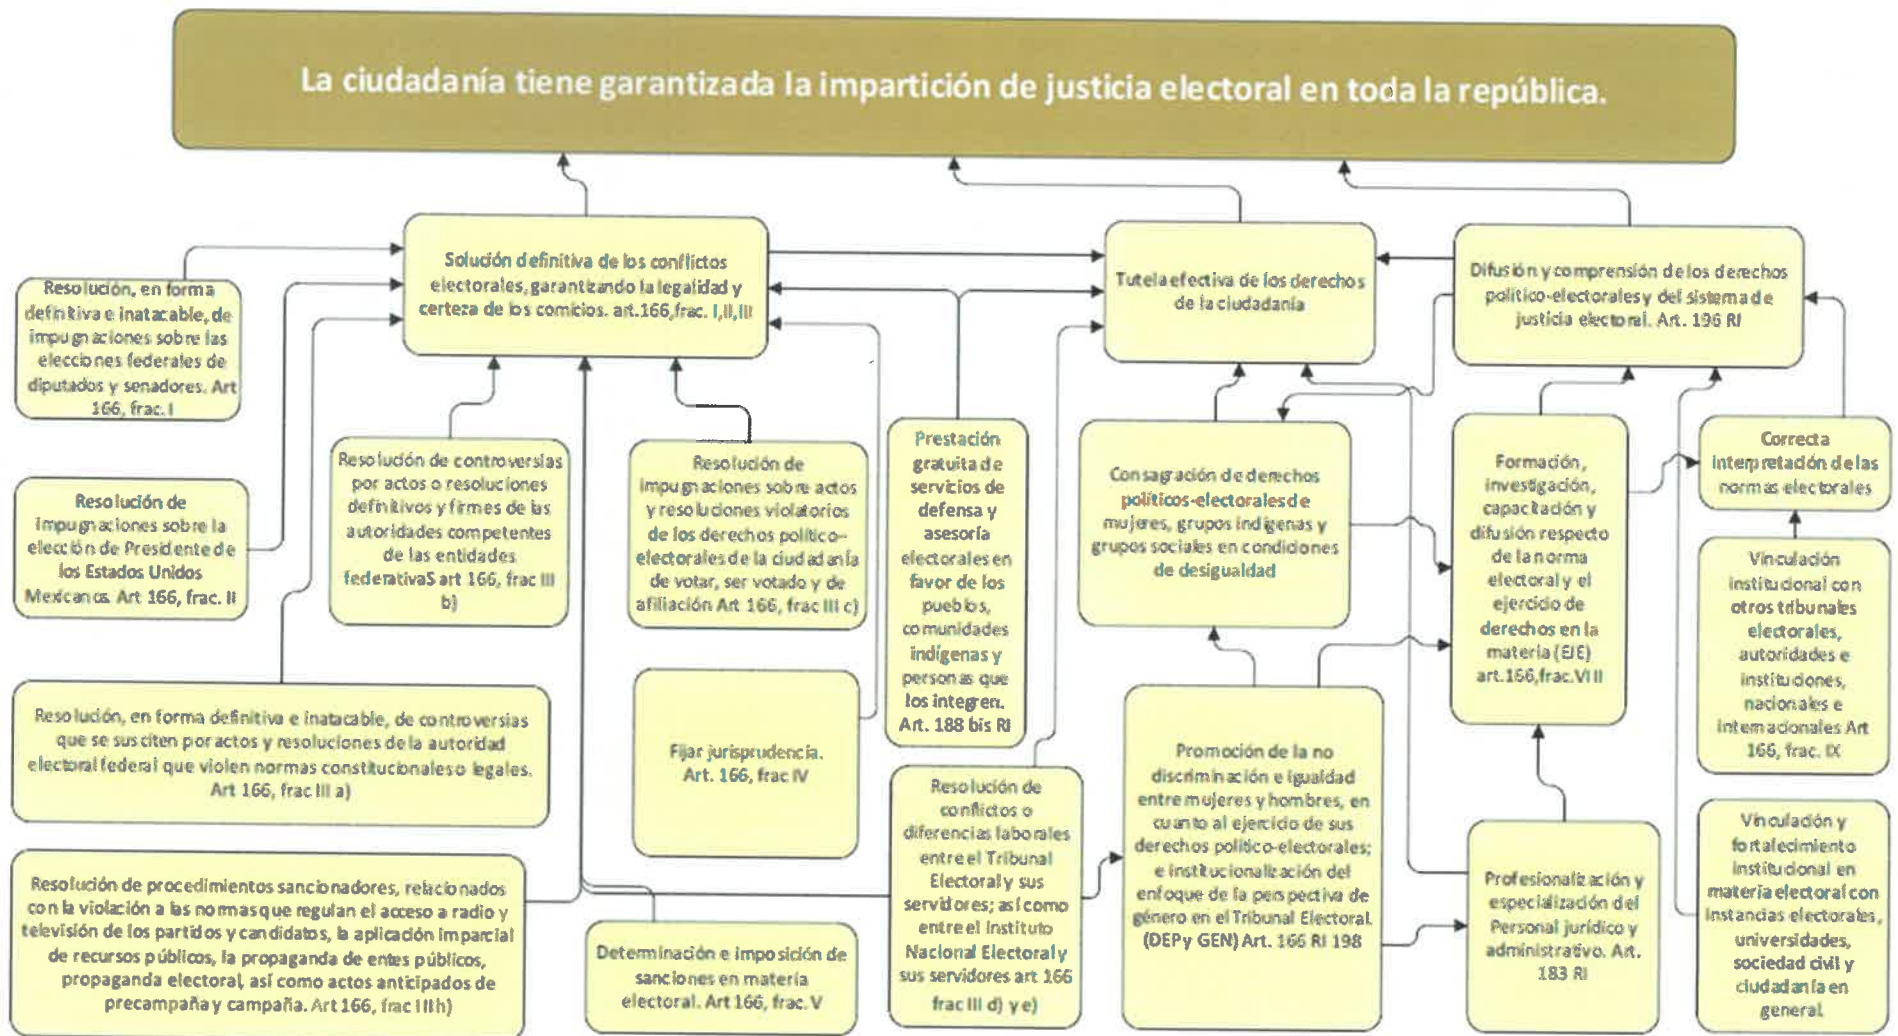 La ciudadanía tiene garantizada la impartición de justicia electoral en toda la república.
Solución definitiva de los conflictos
electorales, garantizando la legalidad y
certeza de los comicios. art.166,frac. I,II,III
Tutela efectiva de los derechos
de la ciudadanía
Difusión y comprensión de los derechos
político-electorales y del sistema de
justicia electoral. Art. 196 RI
Resolución, en forma
definitiva e inatacable, de
impugnaciones sobre las
elecciones federales de
diputados y senadores. Art
166, frac. I
Resolución de
impugnaciones sobre la
elección de Presidente de
los Estados Unidos
Mexicanos Art 166, frac. II
Resolución de controversias
por actos o resoluciones
definitivos y firmes de las
autoridades competentes
de las entidades
federativaS art 166, frac III
b)
Resolución de
impugnaciones sobre actos
y resoluciones violatorios
de los derechos político-
electorales de la ciudadanía
de votar, ser votado y de
afiliación Art 166, frac III c)
Prestación
gratuita de
servicios de
defensa y
asesoría
electorales en
favor de los
pueblos,
comunidades
indígenas y
personas que
los integren.
Art. 188 bis RI
Consagración de derechos
políticos-electorales de
mujeres, grupos indígenas y
grupos sociales en condiciones
de desigualdad
Formación,
investigación,
capacitación y
difusión respecto
de la norma
electoral y el
ejercicio de
derechos en la
materia (EJE)
art.166,frac.VIII
Correcta
interpretación de las
normas electorales
Vinculación
institucional con
otros tribunales
electorales,
autoridades e
instituciones,
nacionales e
internacionales Art
166, frac. IX
Resolución, en forma definitiva e inatacable, de controversias
que se susciten por actos y resoluciones de la autoridad
electoral federal que violen normas constitucionales o legales.
Art 166, frac III a)
Fijar jurisprudencia.
Art. 166, frac IV
Resolución de
conflictos o
diferencias laborales
entre el Tribunal
Electoral y sus
servidores; así como
entre el Instituto
Nacional Electoral y
sus servidores art 166
frac III d) y e)
Promoción de la no
discriminación e igualdad
entre mujeres y hombres, en
cuanto al ejercicio de sus
derechos político-electorales;
e institucionalización del
enfoque de la perspectiva de
género en el Tribunal Electoral.
(DEP y GEN) Art. 166 RI 198
Profesionalización y
especialización del
Personal jurídico y
administrativo. Art.
183 RI
Vinculación y
fortalecimiento
institucional en
materia electoral con
instancias electorales,
universidades,
sociedad civil y
ciudadanía en
general.
Resolución de procedimientos sancionadores, relacionados
con la violación a las normas que regulan el acceso a radio y
televisión de los partidos y candidatos, la aplicación imparcial
de recursos públicos, la propaganda de entes públicos,
propaganda electoral, así como actos anticipados de
precampaña y campaña. Art 166, frac III h)
Determinación e imposición de
sanciones en materia
electoral. Art 166, frac. V